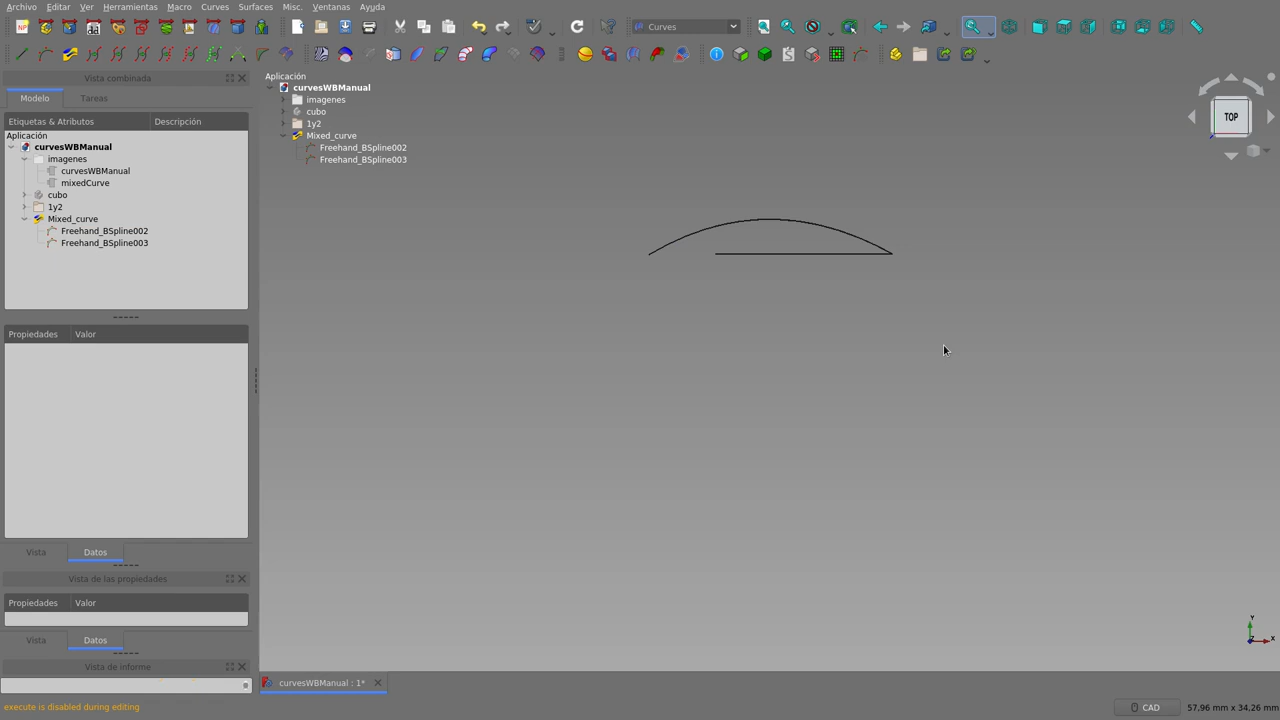 Archivo Editar Ver Herramientas Macro Curves Surfaces Misc. Ventanas Ayuda
Curves
Vista combinada
Modelo Tareas
Etiquetas & Atributos Descripción
Aplicación
curvesWBManual
imagenes
curvesWBManual
mixedCurve
cubo
1y2
Mixed_curve
Freehand_BSpline002
Freehand_BSpline003
Propiedades Valor
Vista Datos
Vista de las propiedades
Propiedades Valor
Vista Datos
Vista de informe
Aplicación
curvesWBManual
imagenes
cubo
1y2
Mixed_curve
Freehand_BSpline002
Freehand_BSpline003
TOP
Y
Z X
curvesWBManual : 1*
execute is disabled during editing
CAD 57,96 mm x 34,26 mm